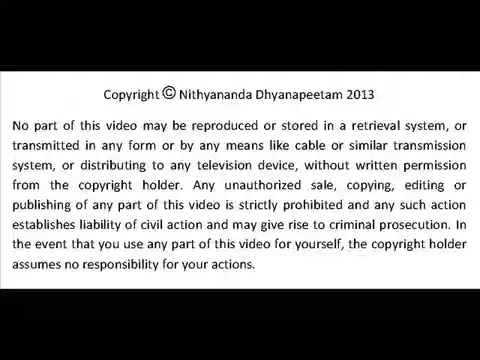 Copyright © Nithyananda Dhyanapeetam 2013
No part of this video may be reproduced or stored in a retrieval system, or
transmitted in any form or by any means like cable or similar transmission
system, or distributing to any television device, without written permission
from the copyright holder. Any unauthorized sale, copying, editing or
publishing of any part of this video is strictly prohibited and any such action
establishes liability of civil action and may give rise to criminal prosecution. In
the event that you use any part of this video for yourself, the copyright holder
assumes no responsibility for your actions.